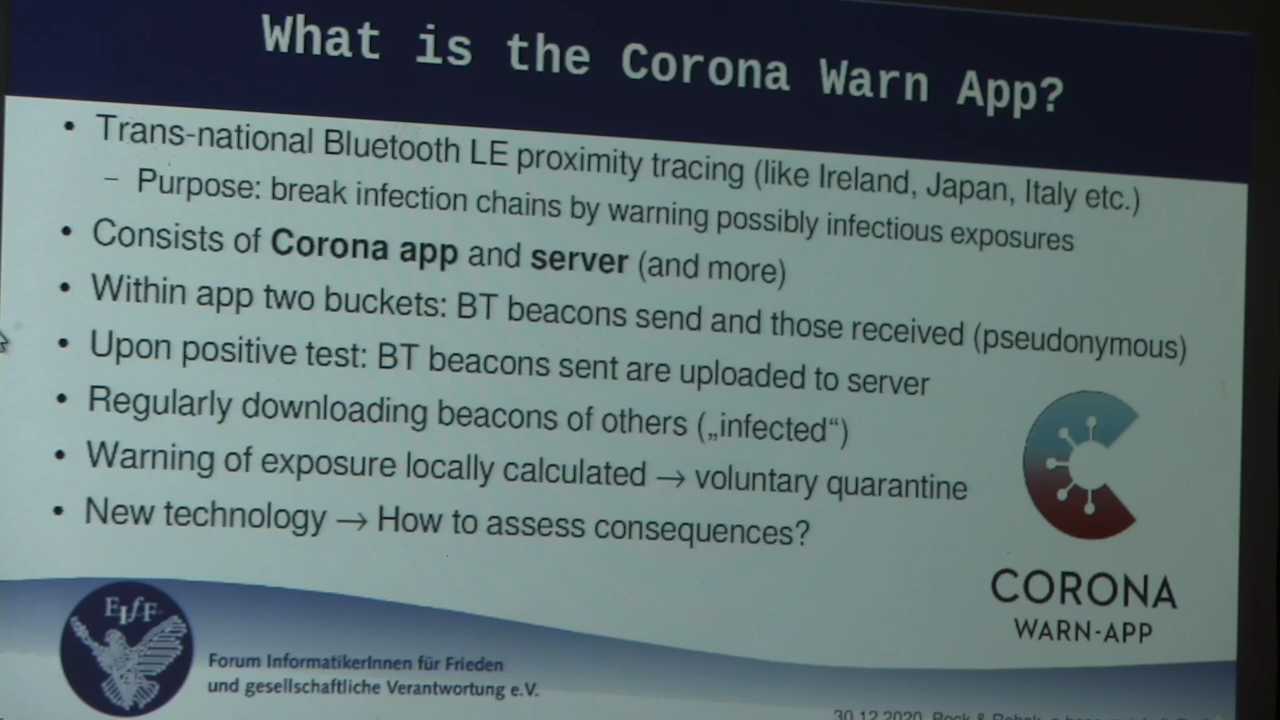 What is the Corona Warn App?
• Trans-national Bluetooth LE proximity tracing (like Ireland, Japan, Italy etc.)
– Purpose: break infection chains by warning possibly infectious exposures
• Consists of Corona app and server (and more)
• Within app two buckets: BT beacons send and those received (pseudonymous)
• Upon positive test: BT beacons sent are uploaded to server
• Regularly downloading beacons of others („infected“)
• Warning of exposure locally calculated → voluntary quarantine
• New technology → How to assess consequences?
CORONA
WARN-APP
FIfF
Forum InformatikerInnen für Frieden
und gesellschaftliche Verantwortung e.V.
30.12.2020